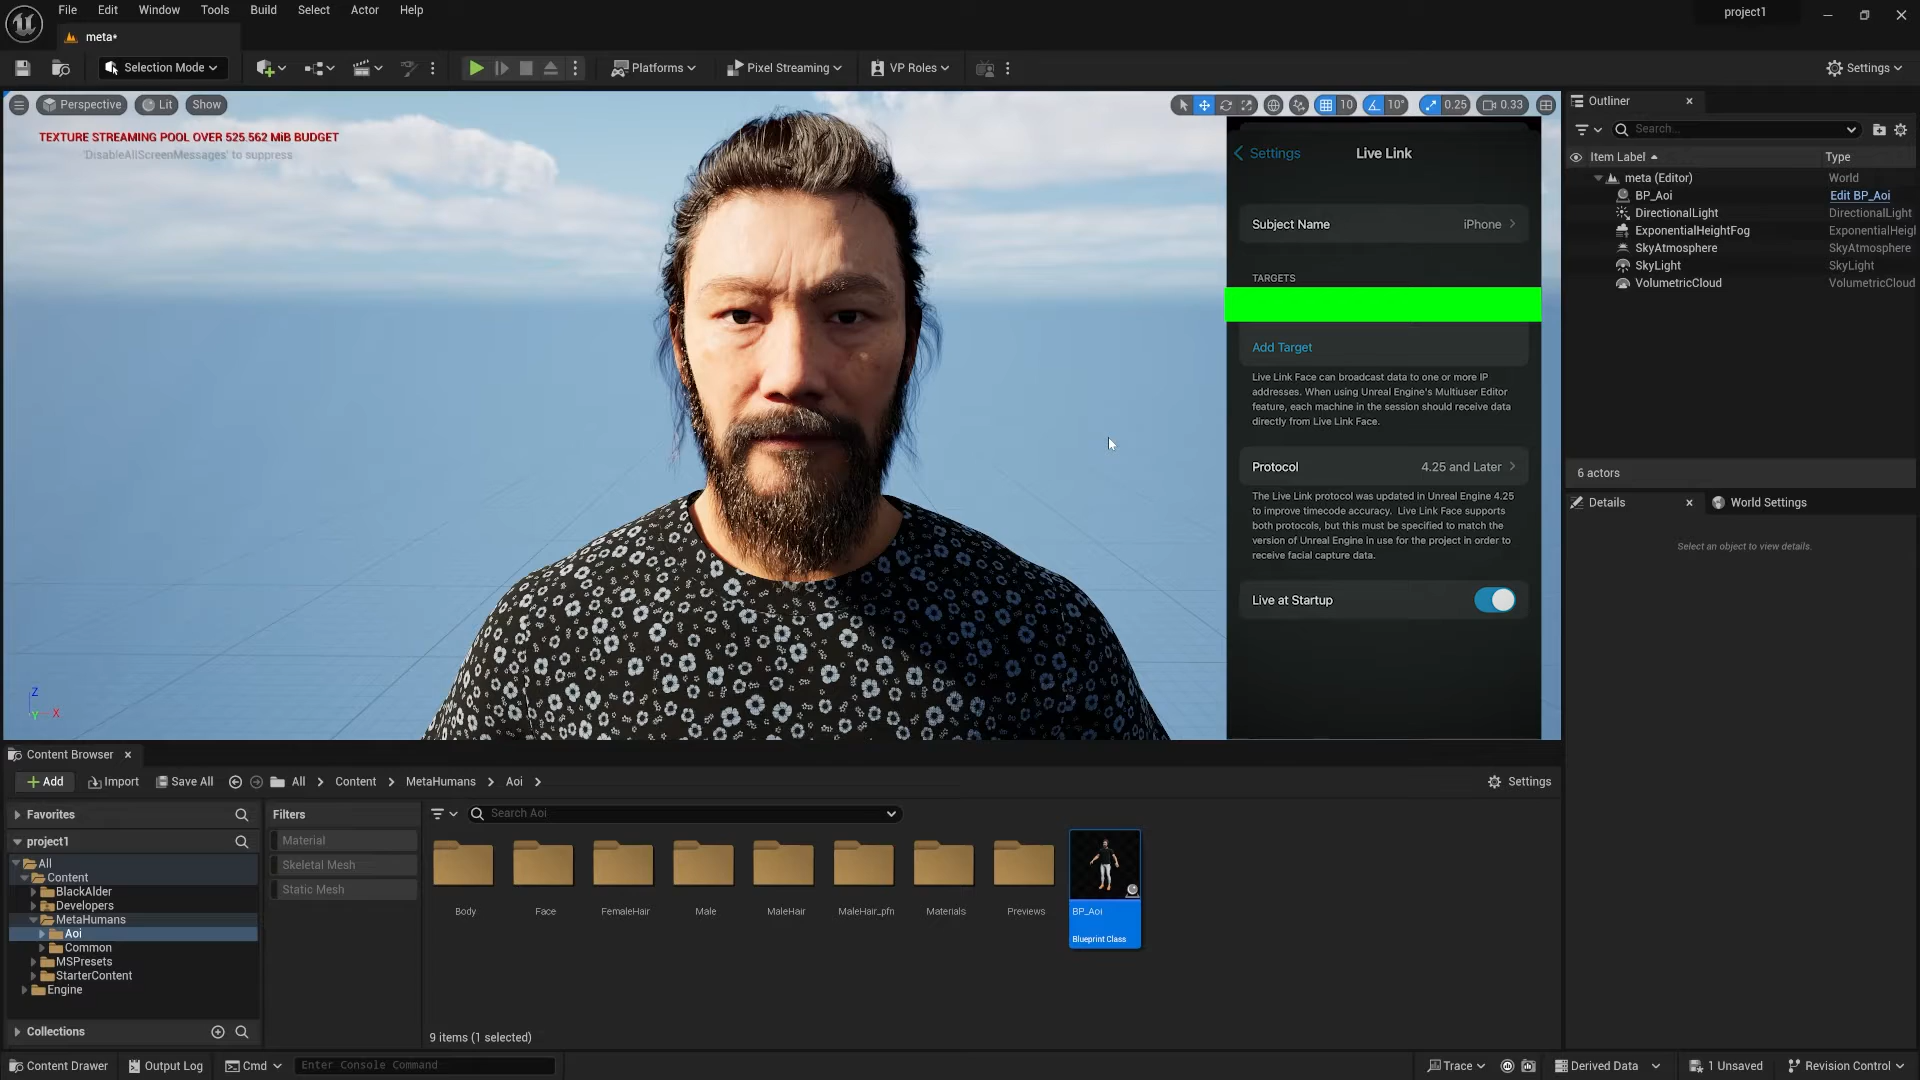 File Edit Window Tools Build Select Actor Help
project1
meta*
Selection Mode
Platforms
Pixel Streaming
VP Roles
Settings
Perspective
Lit
Show
10
10°
0.25
0.33
TEXTURE STREAMING POOL OVER 525.562 MiB BUDGET
'DisableAllScreenMessages' to suppress
Settings
Live Link
Subject Name
iPhone
TARGETS
Add Target
Live Link Face can broadcast data to one or more IP
addresses. When using Unreal Engine's Multiuser Editor
feature, each machine in the session should receive data
directly from Live Link Face.
Protocol
4.25 and Later
The Live Link protocol was updated in Unreal Engine 4.25
to improve timecode accuracy. Live Link Face supports
both protocols, but this must be specified to match the
version of Unreal Engine in use for the project in order to
receive facial capture data.
Live at Startup
Z
Y
X
Outliner
Search...
Item Label
Type
meta (Editor)
World
BP_Aoi
Edit BP_Aoi
DirectionalLight
DirectionalLight
ExponentialHeightFog
ExponentialHeigl
SkyAtmosphere
SkyAtmosphere
SkyLight
SkyLight
VolumetricCloud
VolumetricCloud
6 actors
Details
World Settings
Select an object to view details.
Content Browser
Add
Import
Save All
All
Content
MetaHumans
Aoi
Settings
Favorites
project1
All
Content
BlackAlder
Developers
MetaHumans
Aoi
Common
MSPresets
StarterContent
Engine
Collections
Filters
Material
Skeletal Mesh
Static Mesh
Search Aoi
Body
Face
FemaleHair
Male
MaleHair
MaleHair_pfn
Materials
Previews
BP_Aoi
Blueprint Class
9 items (1 selected)
Content Drawer
Output Log
Cmd
Enter Console Command
Trace
Derived Data
1 Unsaved
Revision Control